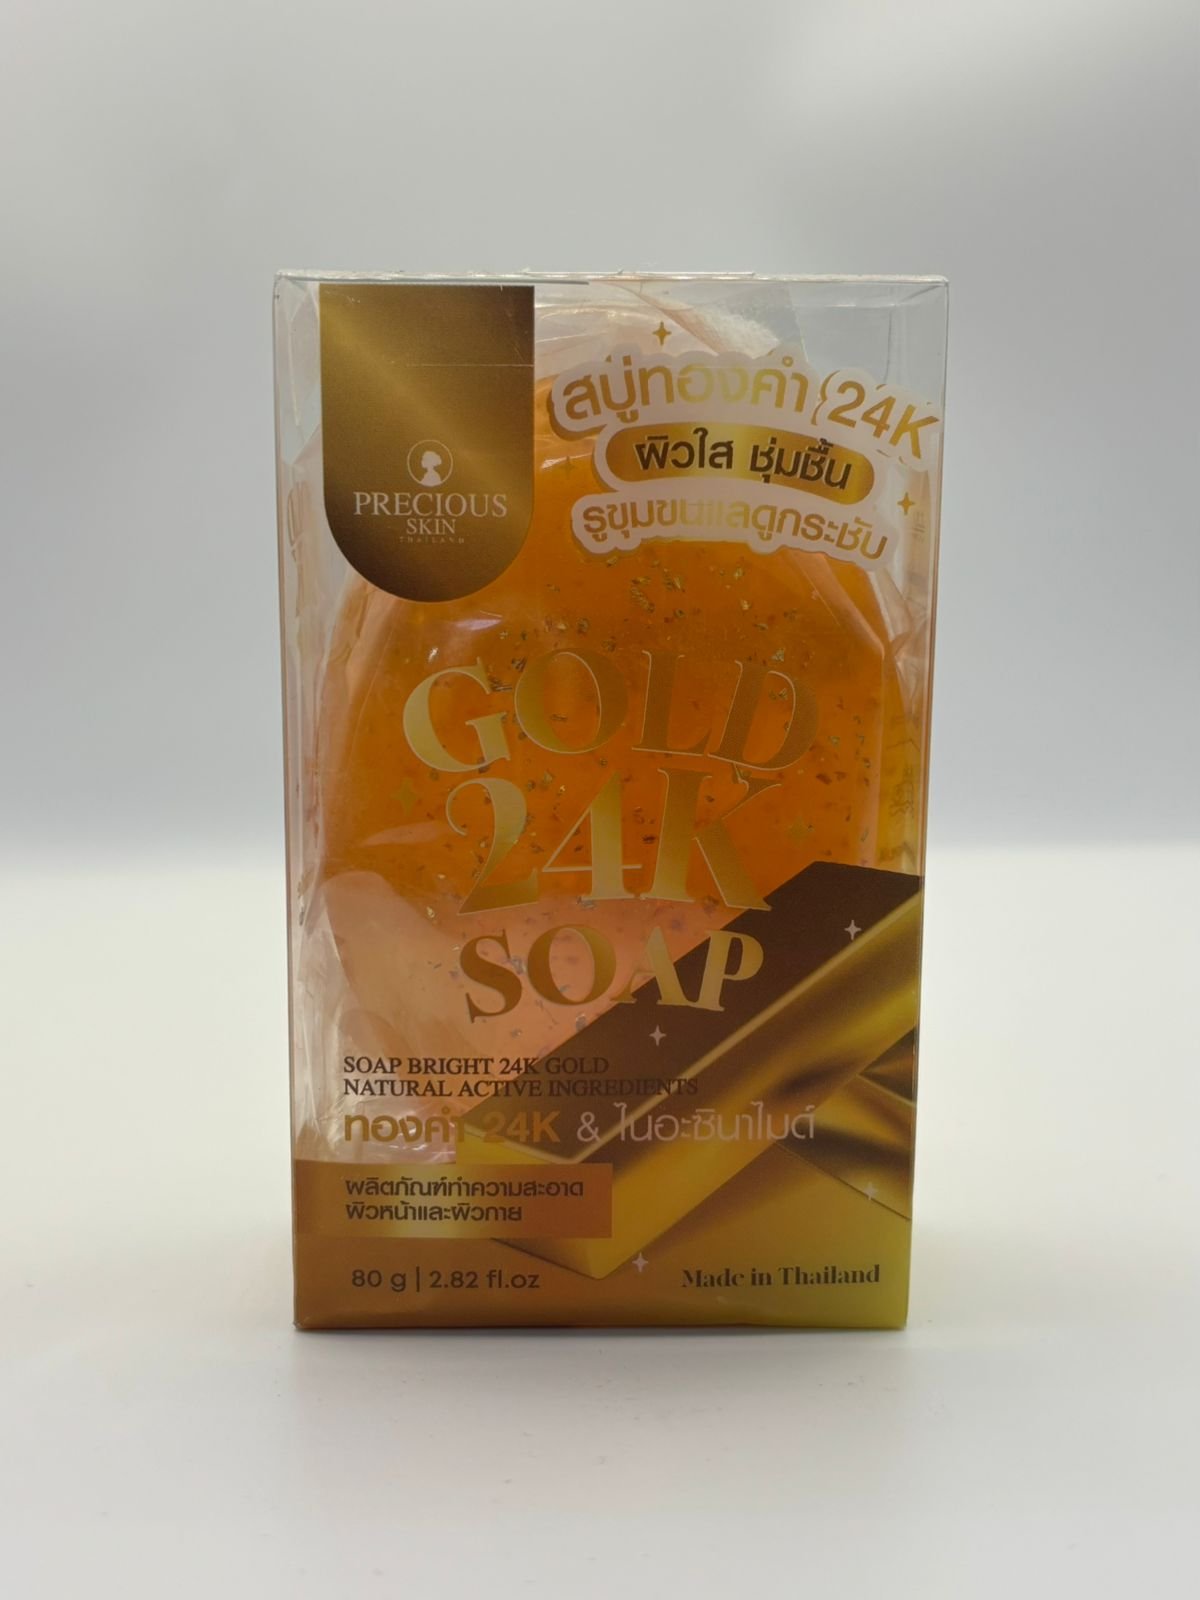 PRECIOUS
SKIN
THAILAND
สบู่ทองคำ 24K
ผิวใส ชุ่มชื้น
รูขุมขนแลดูกระชับ
GOLD
24K
SOAP
SOAP BRIGHT 24K GOLD
NATURAL ACTIVE INGREDIENTS
ทองคำ 24K & ไนอะซินาไมด์
ผลิตภัณฑ์ทำความสะอาด
ผิวหน้าและผิวกาย
80 g | 2.82 fl.oz
Made in Thailand